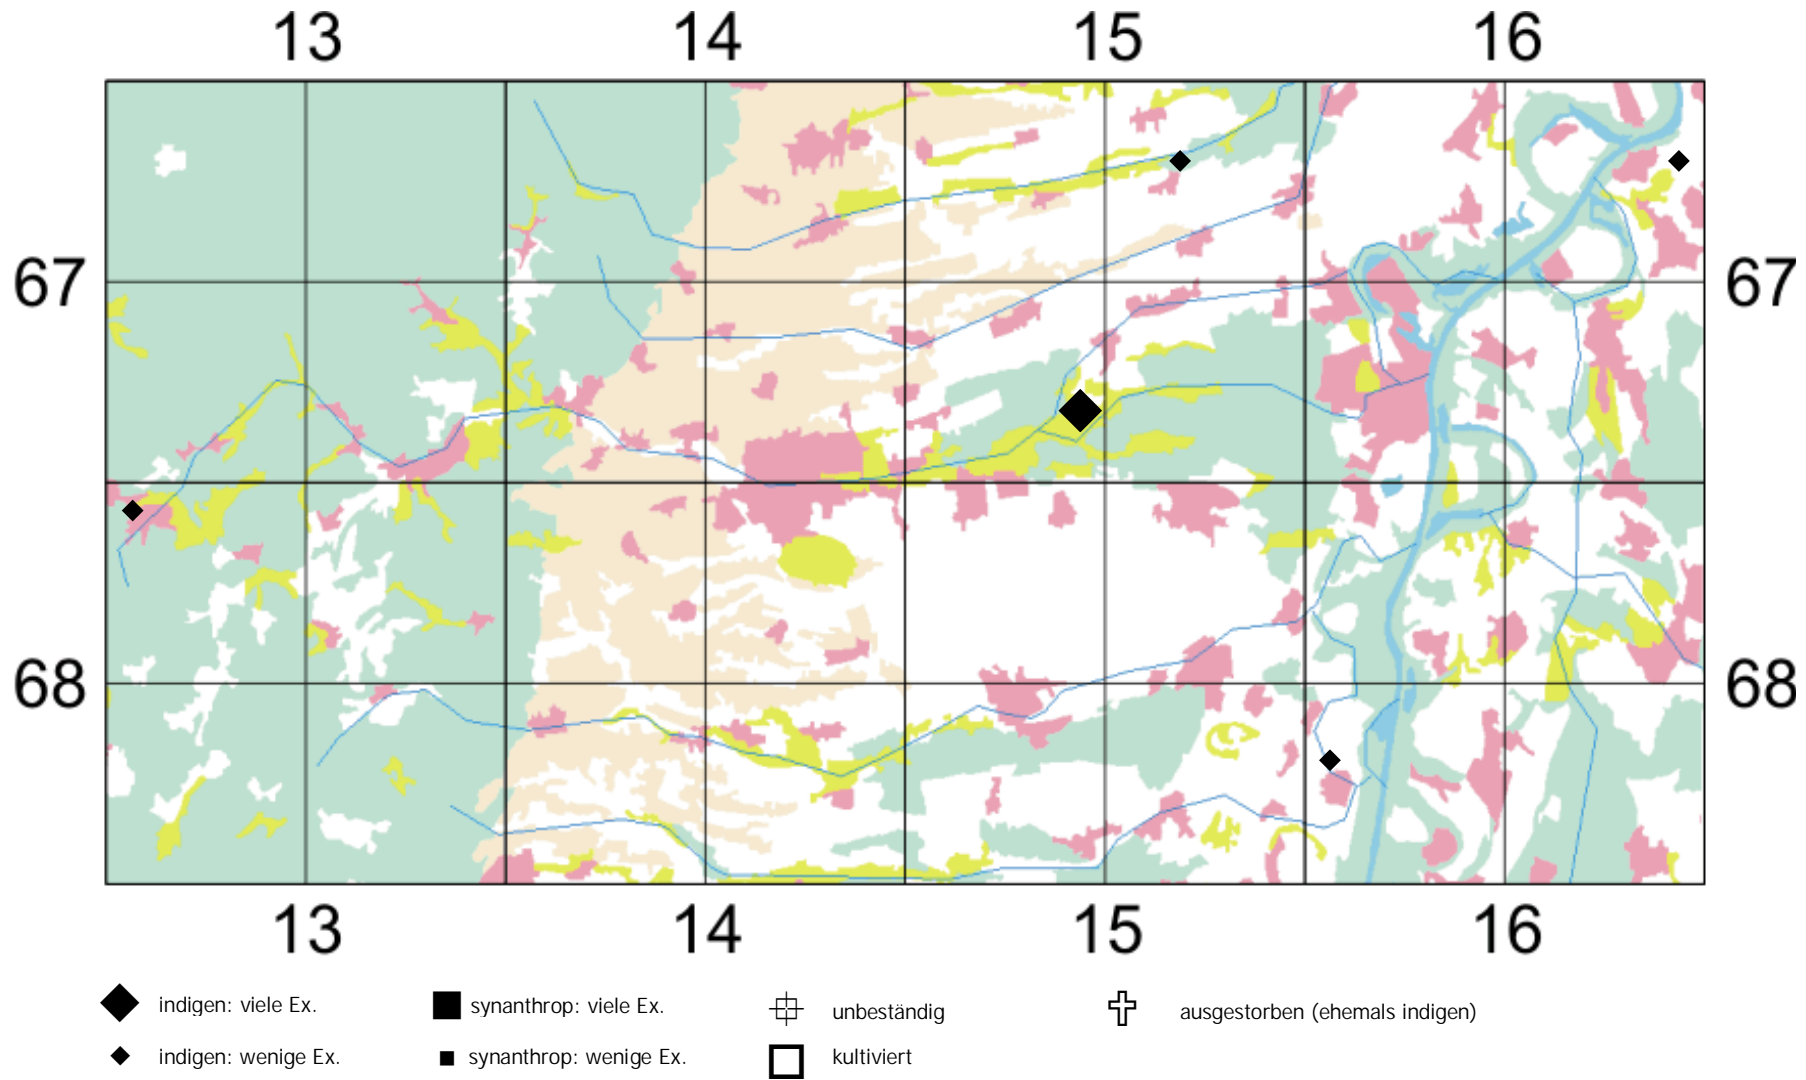 13 14 15 16
67 67
68 68
13 14 15 16
indigen: viele Ex. synanthrop: viele Ex. unbeständig ausgestorben (ehemals indigen)
indigen: wenige Ex. synanthrop: wenige Ex. kultiviert